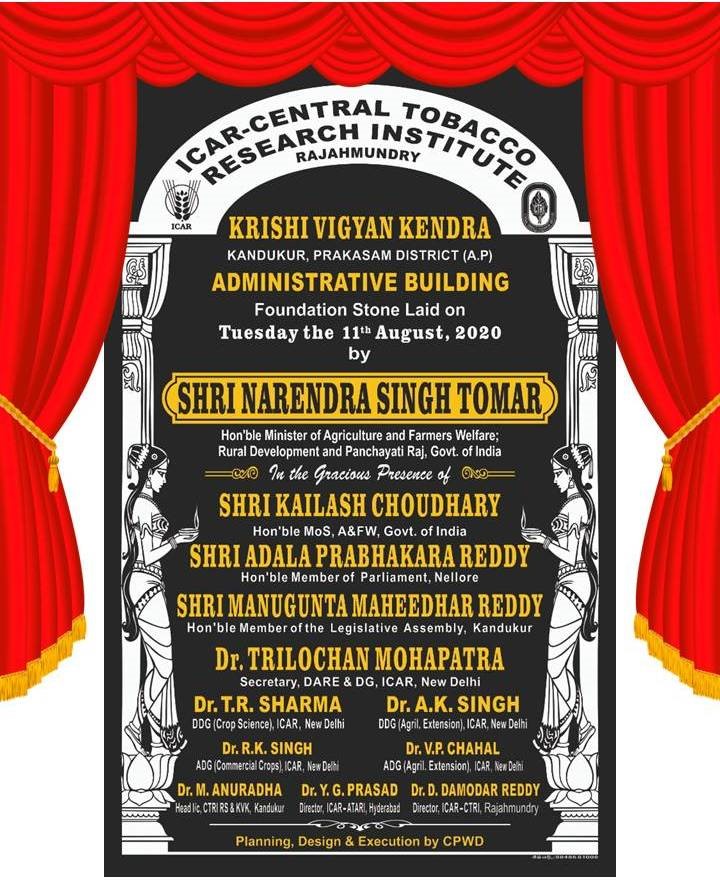 ICAR-CENTRAL TOBACCO
RESEARCH INSTITUTE
RAJAHMUNDRY
ICAR
CTRI
KRISHI VIGYAN KENDRA
KANDUKUR, PRAKASAM DISTRICT (A.P)
ADMINISTRATIVE BUILDING
Foundation Stone Laid on
Tuesday the 11th August, 2020
by
SHRI NARENDRA SINGH TOMAR
Hon'ble Minister of Agriculture and Farmers Welfare;
Rural Development and Panchayati Raj, Govt. of India
In the Gracious Presence of
SHRI KAILASH CHOUDHARY
Hon'ble MoS, A&FW, Govt. of India
SHRI ADALA PRABHAKARA REDDY
Hon'ble Member of Parliament, Nellore
SHRI MANUGUNTA MAHEEDHAR REDDY
Hon'ble Member of the Legislative Assembly, Kandukur
Dr. TRILOCHAN MOHAPATRA
Secretary, DARE & DG, ICAR, New Delhi
Dr. T.R. SHARMA Dr. A.K. SINGH
DDG (Crop Science), ICAR, New Delhi DDG (Agril. Extension), ICAR, New Delhi
Dr. R.K. SINGH Dr. V.P. CHAHAL
ADG (Commercial Crops), ICAR, New Delhi ADG (Agril. Extension), ICAR, New Delhi
Dr. M. ANURADHA Dr. Y. G. PRASAD Dr. D. DAMODAR REDDY
Head I/c, CTRI RS & KVK, Kandukur Director, ICAR-ATARI, Hyderabad Director, ICAR-CTRI, Rajahmundry
Planning, Design & Execution by CPWD